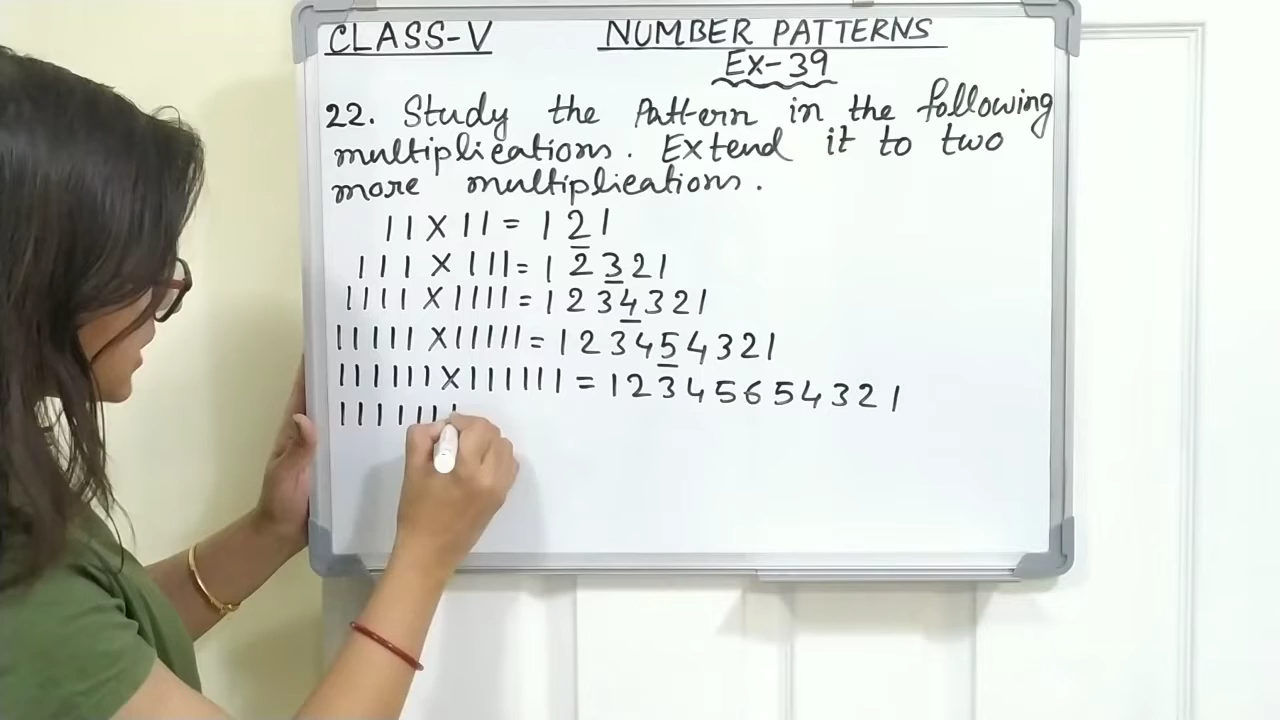 CLASS-V NUMBER PATTERNS
Ex-39
22. Study the Pattern in the following
multiplications. Extend it to two
more multiplications.
11 X 11 = 121
111 X 111 = 12321
1111 X 1111 = 1234321
11111 X 11111 = 123454321
111111 X 111111 = 12345654321
1111111